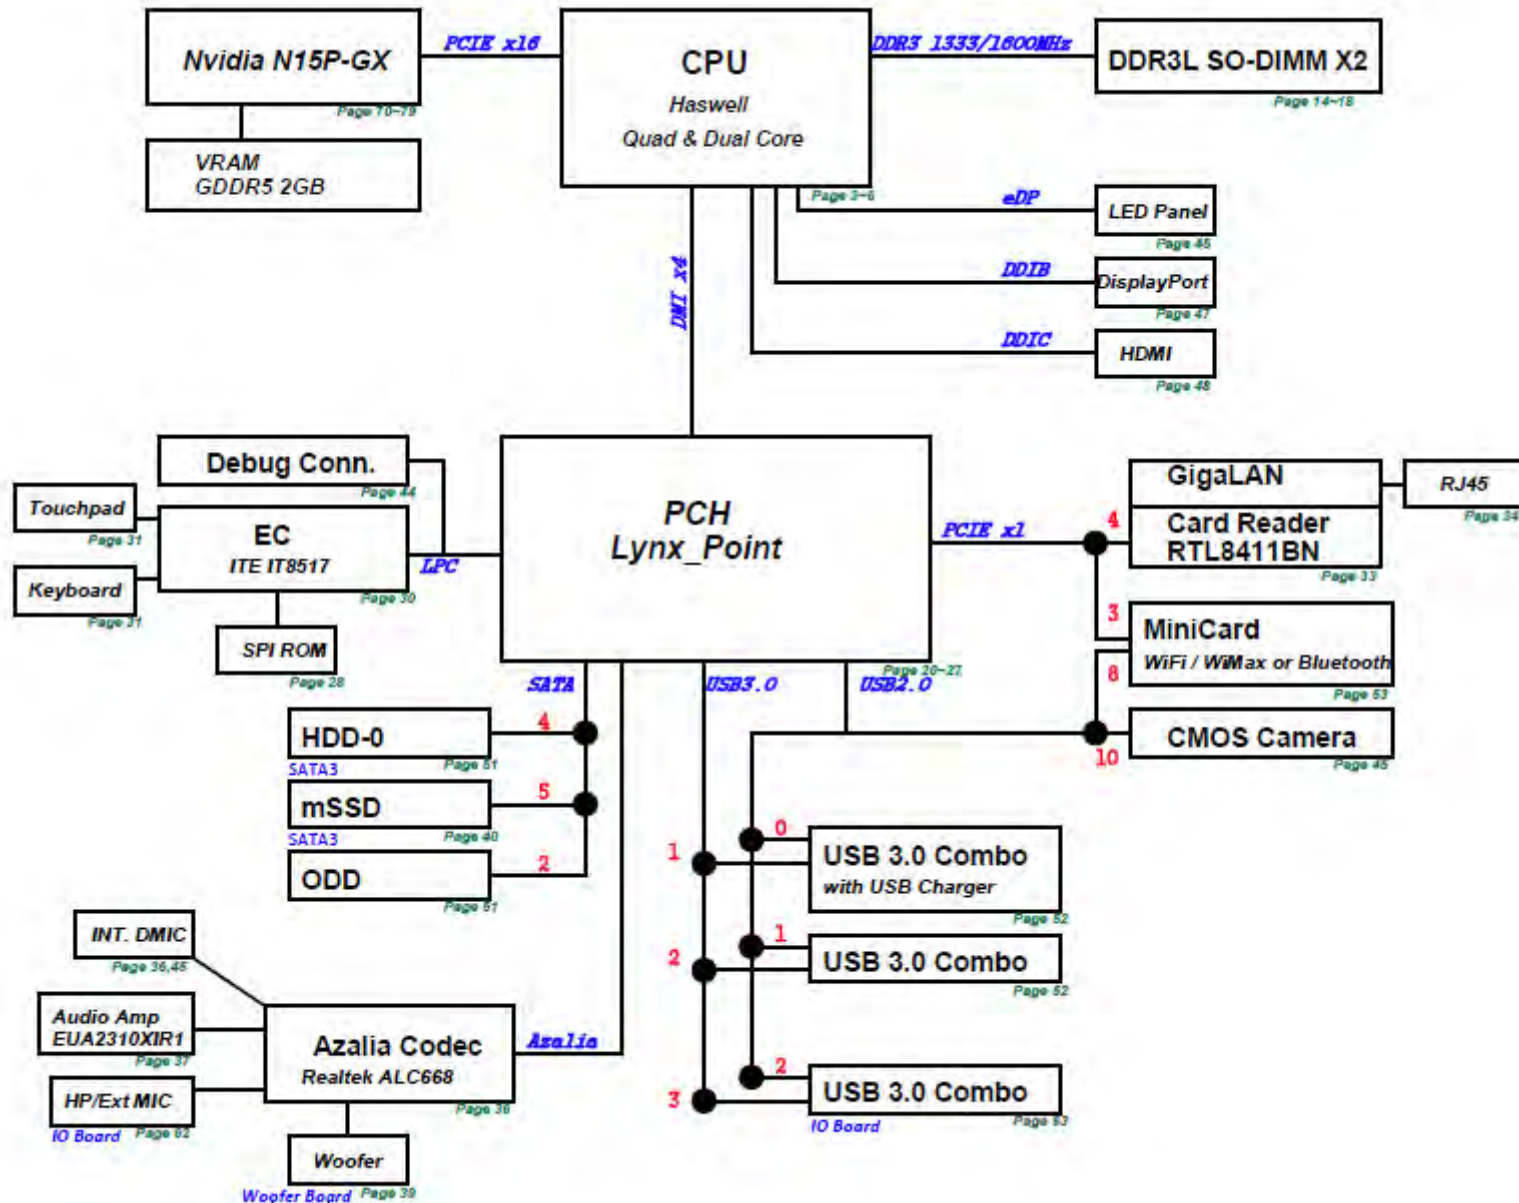 Nvidia N15P-GX
Page 70~79
VRAM
GDDR5 2GB
PCIE x16
CPU
Haswell
Quad & Dual Core
Page 3~6
DDR3 1333/1600MHz
DDR3L SO-DIMM X2
Page 14~18
eDP
LED Panel
Page 45
DDIB
DisplayPort
Page 47
DDIC
HDMI
Page 48
DMI x4
Debug Conn.
Page 44
Touchpad
Page 31
EC
ITE IT8517
Page 30
Keyboard
Page 31
SPI ROM
Page 28
LPC
PCH
Lynx_Point
Page 20~27
PCIE x1
4
GigaLAN
Card Reader
RTL8411BN
Page 33
RJ45
Page 34
3
MiniCard
WiFi / WiMax or Bluetooth
Page 53
8
CMOS Camera
Page 45
10
SATA
USB3.0
USB2.0
HDD-0
Page 51
SATA3
4
mSSD
Page 40
SATA3
5
ODD
Page 51
2
0
1
USB 3.0 Combo
with USB Charger
Page 52
1
2
USB 3.0 Combo
Page 52
2
3
USB 3.0 Combo
IO Board
Page 63
INT. DMIC
Page 36,45
Audio Amp
EUA2310XIR1
Page 37
HP/Ext MIC
IO Board
Page 62
Azalia Codec
Realtek ALC668
Page 36
Azalia
Woofer
Woofer Board
Page 39